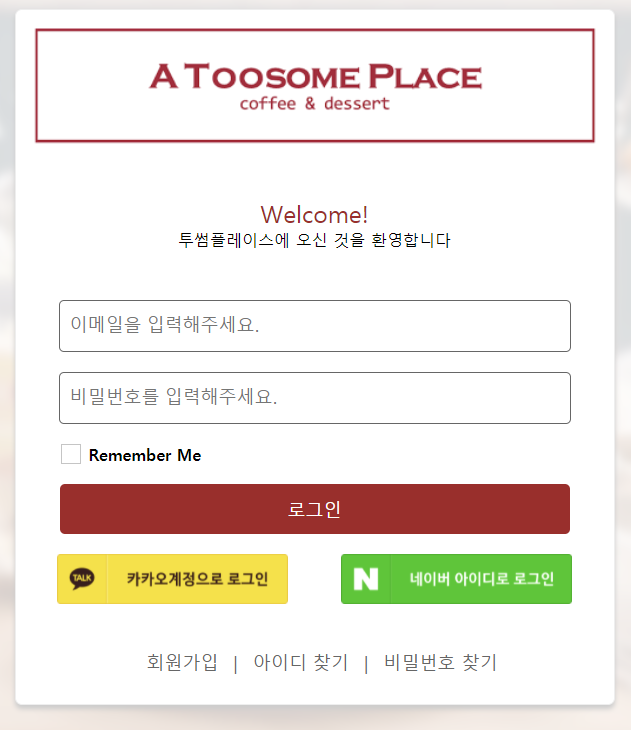 A TOOSOME PLACE
coffee & dessert
Welcome!
투썸플레이스에 오신 것을 환영합니다
이메일을 입력해주세요.
비밀번호를 입력해주세요.
Remember Me
로그인
TALK 카카오계정으로 로그인
N 네이버 아이디로 로그인
회원가입 | 아이디 찾기 | 비밀번호 찾기